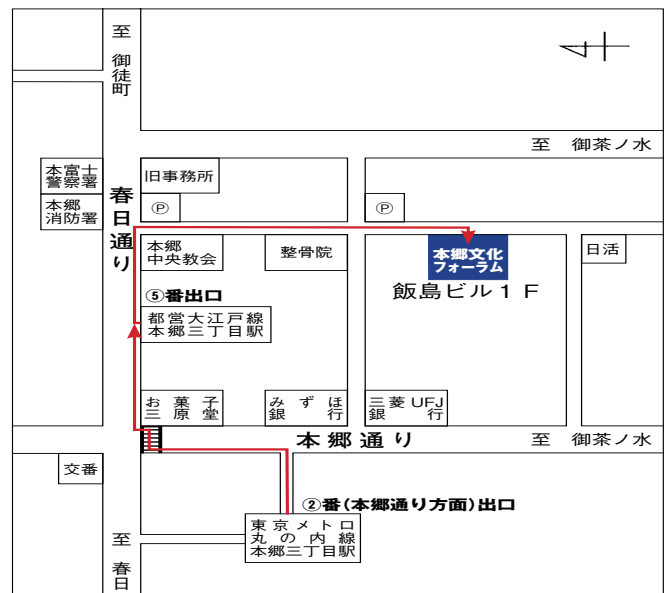 至 御徒町
至 御茶ノ水
本富士
警察署
本郷
消防署
旧事務所
Ⓟ
Ⓟ
春日通り
本郷
中央教会
整骨院
本郷文化
フォーラム
飯島ビル1F
日活
⑤番出口
都営大江戸線
本郷三丁目駅
お菓子
三原堂
みずほ
銀行
三菱UFJ
銀行
本郷通り
至 御茶ノ水
交番
②番(本郷通り方面)出口
東京メトロ
丸の内線
本郷三丁目駅
至 春日